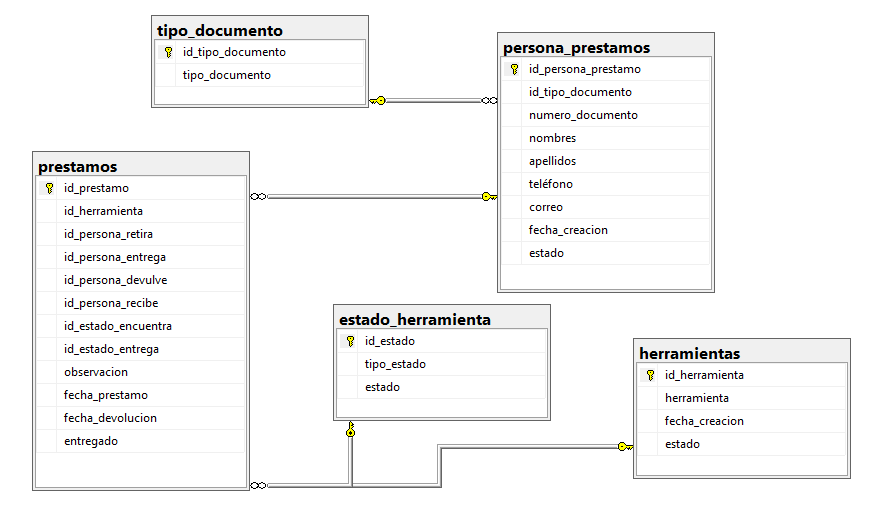 tipo_documento
id_tipo_documento
tipo_documento
persona_prestamos
id_persona_prestamo
id_tipo_documento
numero_documento
nombres
apellidos
teléfono
correo
fecha_creacion
estado
prestamos
id_prestamo
id_herramienta
id_persona_retira
id_persona_entrega
id_persona_devulve
id_persona_recibe
id_estado_encuentra
id_estado_entrega
observacion
fecha_prestamo
fecha_devolucion
entregado
estado_herramienta
id_estado
tipo_estado
estado
herramientas
id_herramienta
herramienta
fecha_creacion
estado